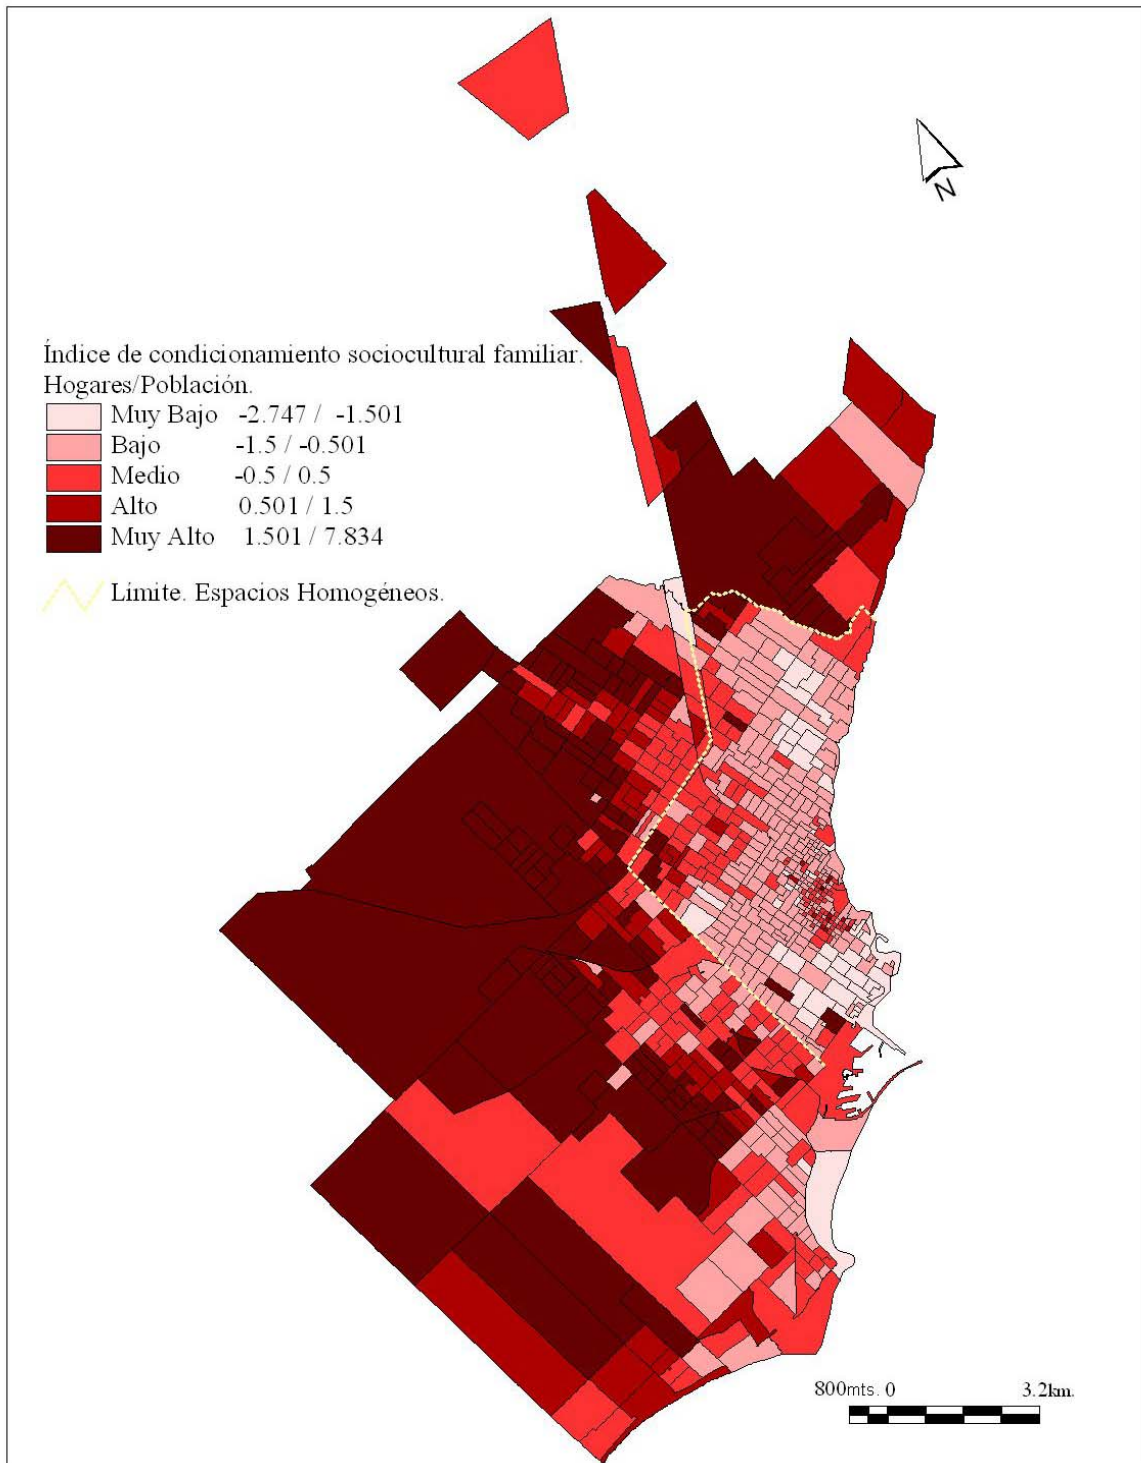 N
Índice de condicionamiento sociocultural familiar.
Hogares/Población.
Muy Bajo -2.747 / -1.501
Bajo -1.5 / -0.501
Medio -0.5 / 0.5
Alto 0.501 / 1.5
Muy Alto 1.501 / 7.834
Límite. Espacios Homogéneos.
800mts. 0 3.2km.